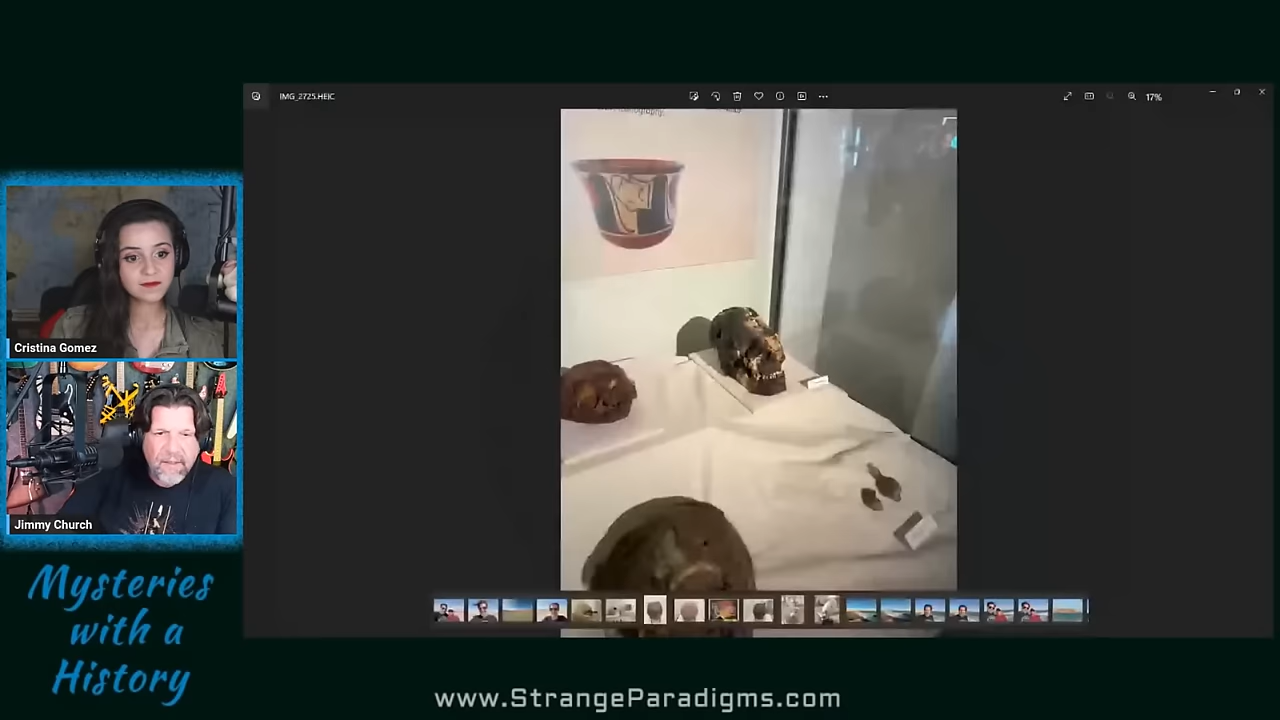 IMG_2725.HEIC
17%
Cristina Gomez
Jimmy Church
Mysteries
with a
History
www.StrangeParadigms.com